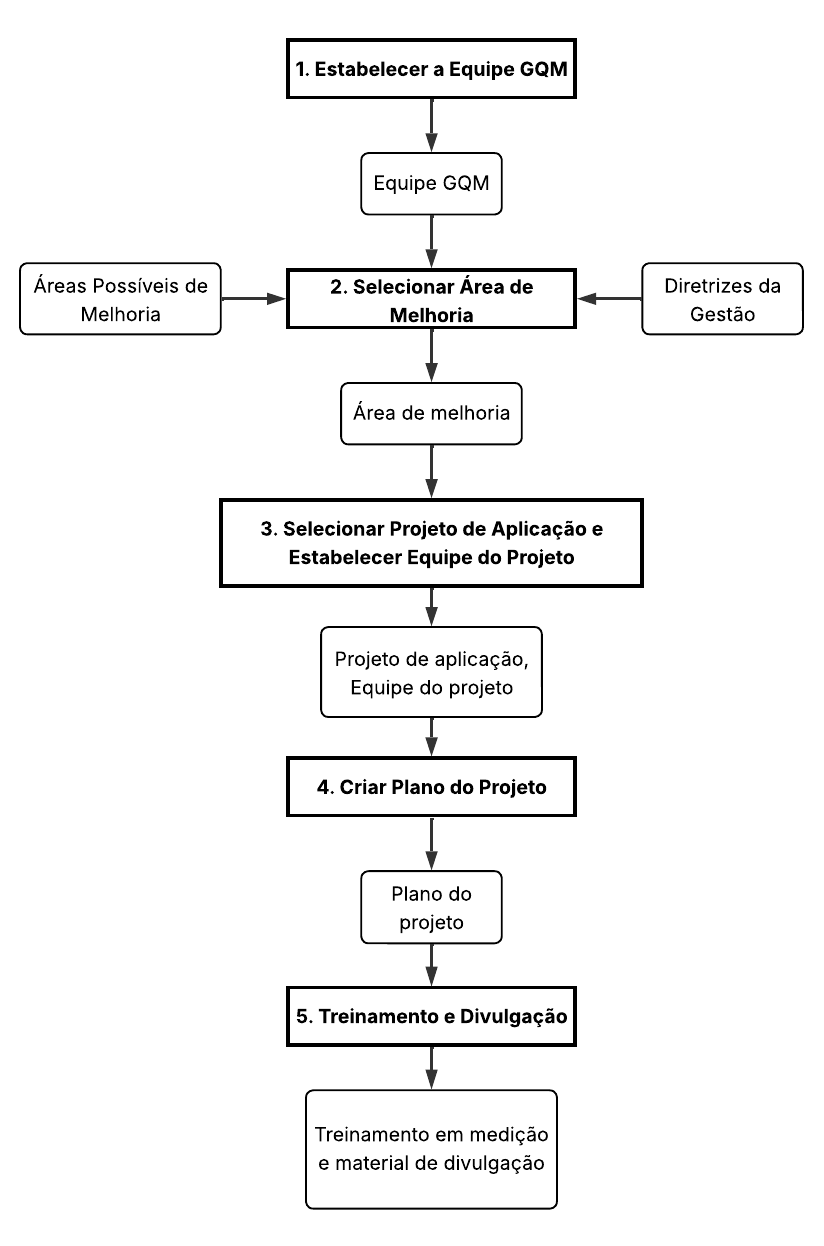 1. Estabelecer a Equipe GQM
Equipe GQM
Áreas Possíveis de
Melhoria
2. Selecionar Área de
Melhoria
Diretrizes da
Gestão
Área de melhoria
3. Selecionar Projeto de Aplicação e
Estabelecer Equipe do Projeto
Projeto de aplicação,
Equipe do projeto
4. Criar Plano do Projeto
Plano do
projeto
5. Treinamento e Divulgação
Treinamento em medição
e material de divulgação